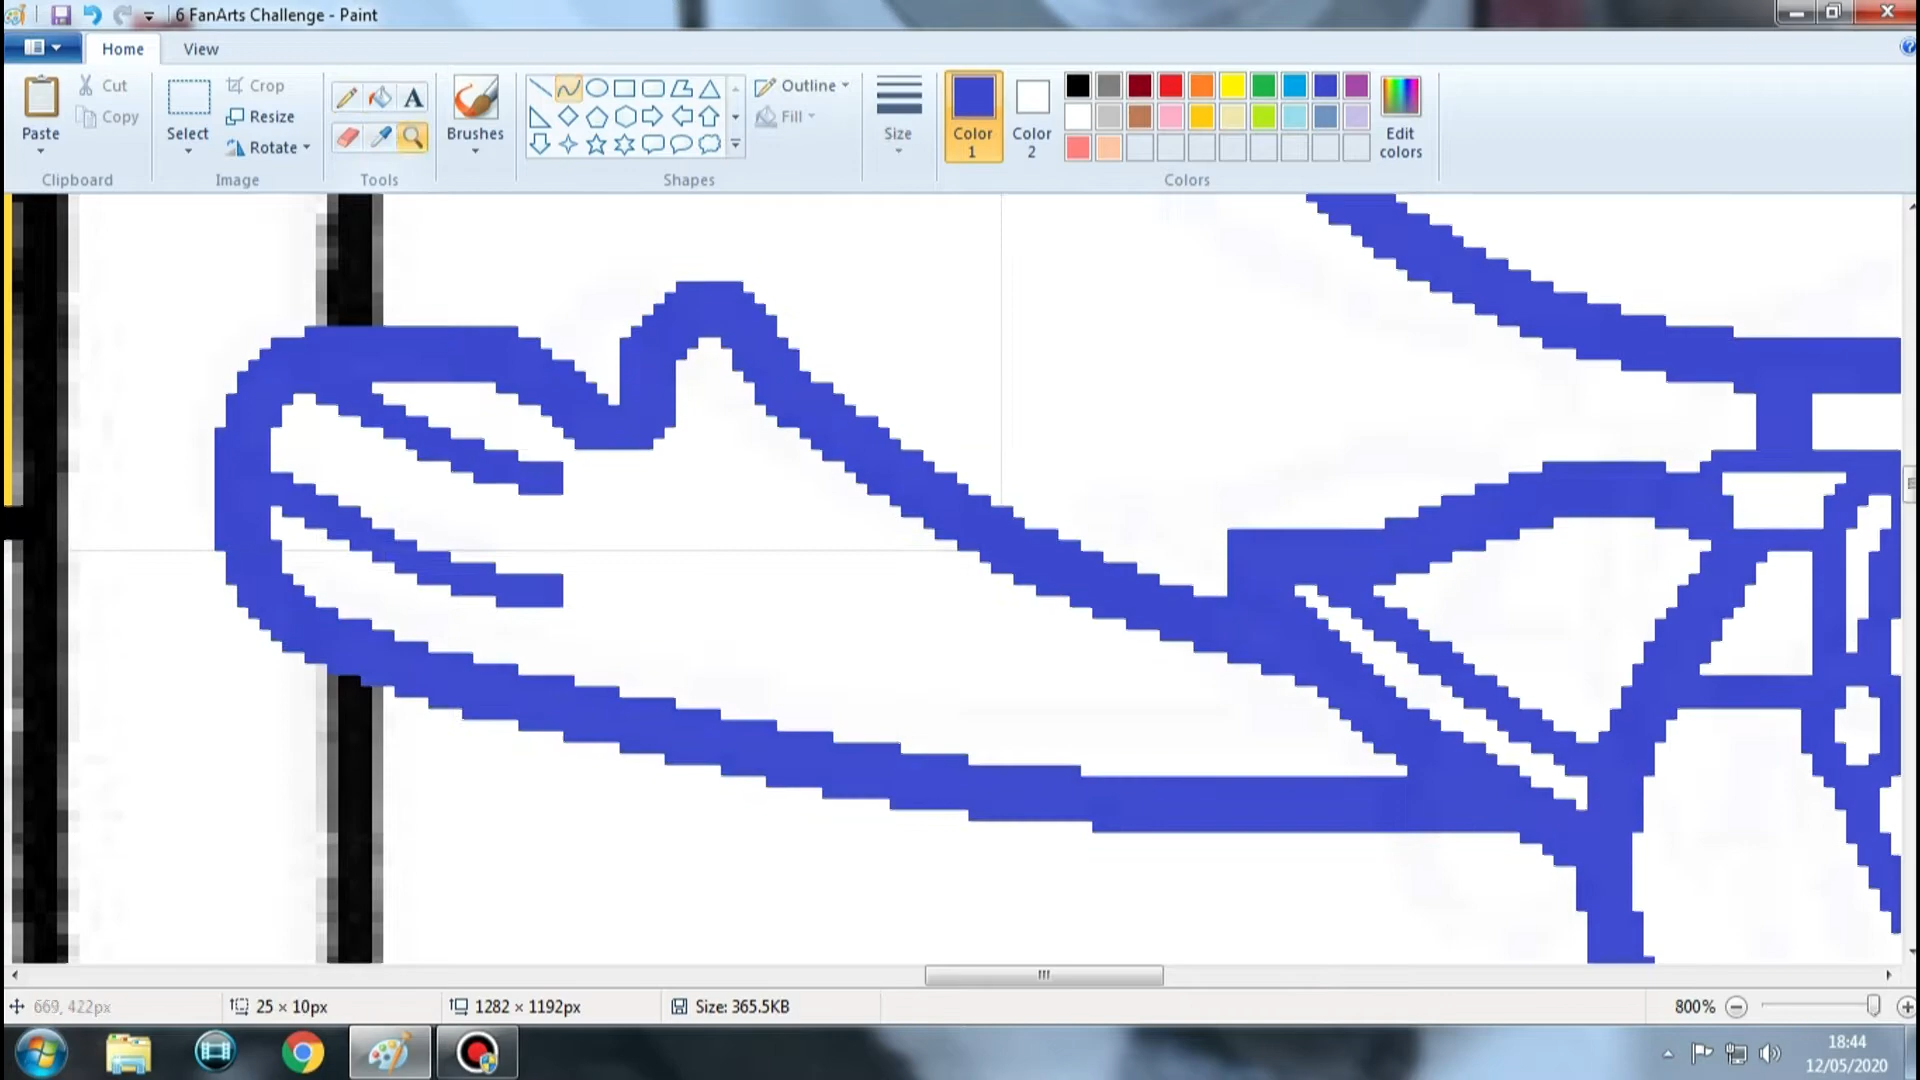 6 FanArts Challenge - Paint
Home View
Paste
Cut
Copy
Clipboard
Select
Crop
Resize
Rotate
Image
A
Tools
Brushes
Shapes
Outline
Fill
Size
Color 1
Color 2
Edit colors
Colors
669, 422px
25 × 10px
1282 × 1192px
Size: 365.5KB
800%
18:44
12/05/2020